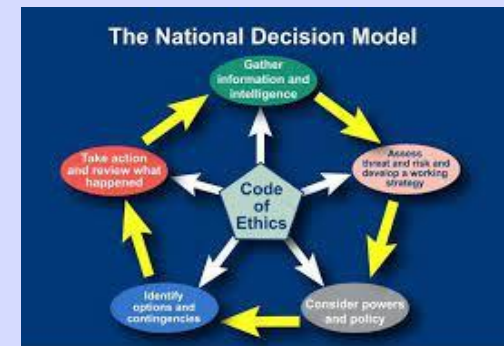 The National Decision Model
Gather
information and
intelligence
Assess
threat and risk and
develop a working
strategy
Consider powers
and policy
Identify
options and
contingencies
Take action
and review what
happened
Code
of
Ethics